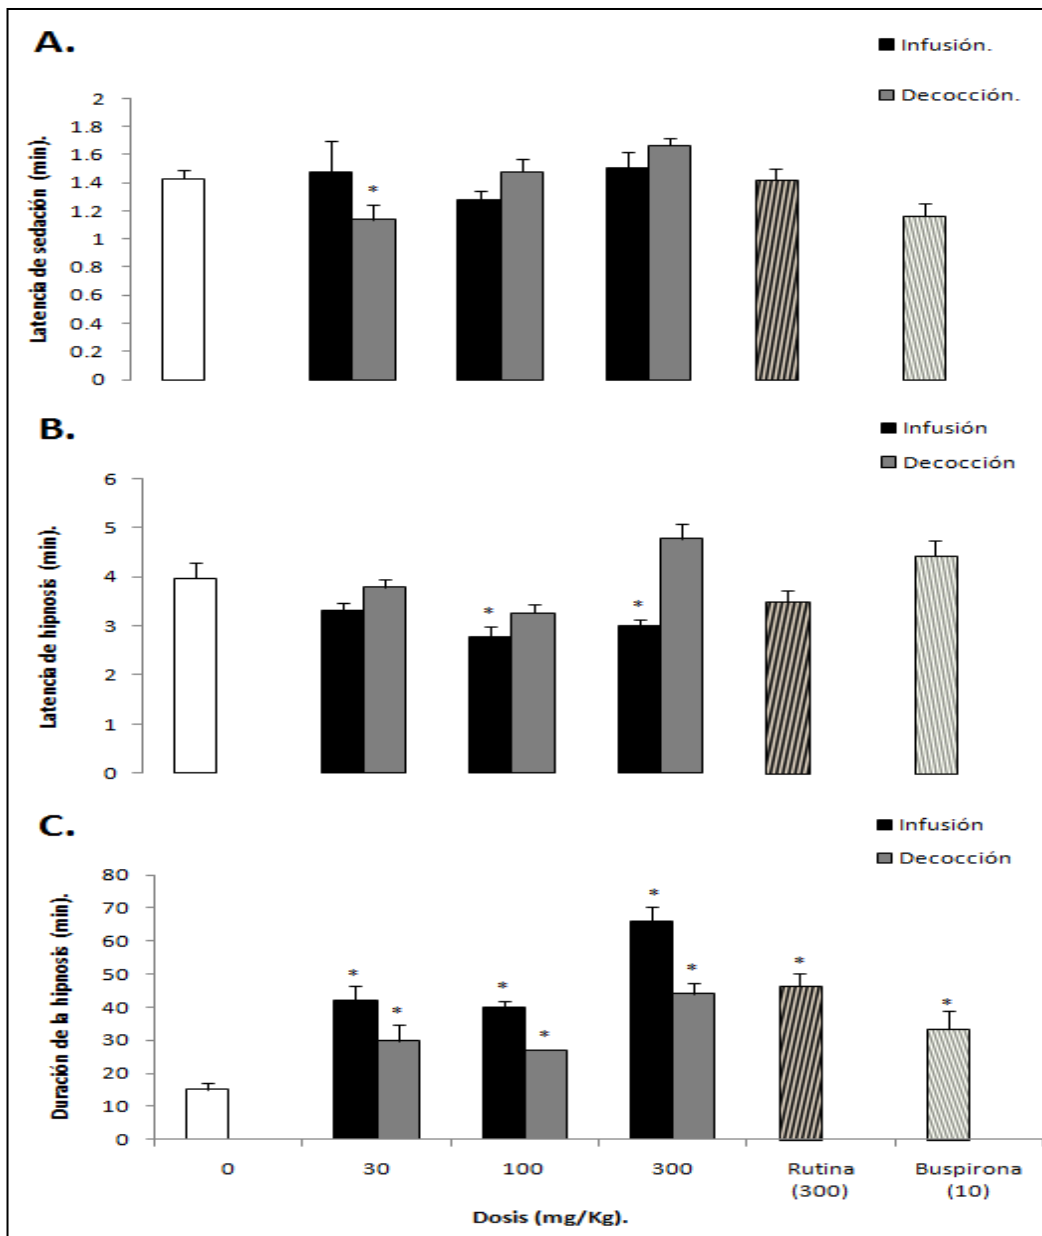 A.
Infusión.
Decocción.
Latencia de sedación (min).
2
1.8
1.6
1.4
1.2
1
0.8
0.6
0.4
0.2
0
*
B.
Infusión
Decocción
Latencia de hipnosis (min).
6
5
4
3
2
1
0
*
*
C.
Infusión
Decocción
Duración de la hipnosis (min).
80
70
60
50
40
30
20
10
0
*
*
*
*
*
*
*
*
0 30 100 300 Rutina Buspirona
(300) (10)
Dosis (mg/Kg).